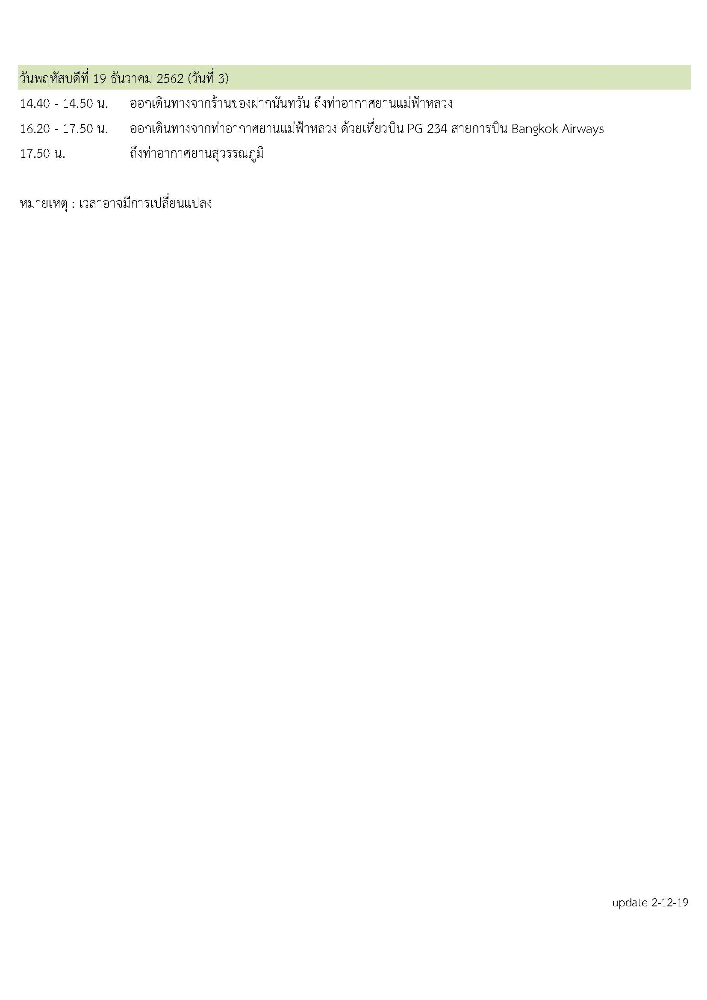 วันพฤหัสบดีที่ 19 ธันวาคม 2562 (วันที่ 3)
14.40 - 14.50 น. ออกเดินทางจากร้านของฝากนันทวัน ถึงท่าอากาศยานแม่ฟ้าหลวง
16.20 - 17.50 น. ออกเดินทางจากท่าอากาศยานแม่ฟ้าหลวง ด้วยเที่ยวบิน PG 234 สายการบิน Bangkok Airways
17.50 น. ถึงท่าอากาศยานสุวรรณภูมิ
หมายเหตุ : เวลาอาจมีการเปลี่ยนแปลง
update 2-12-19